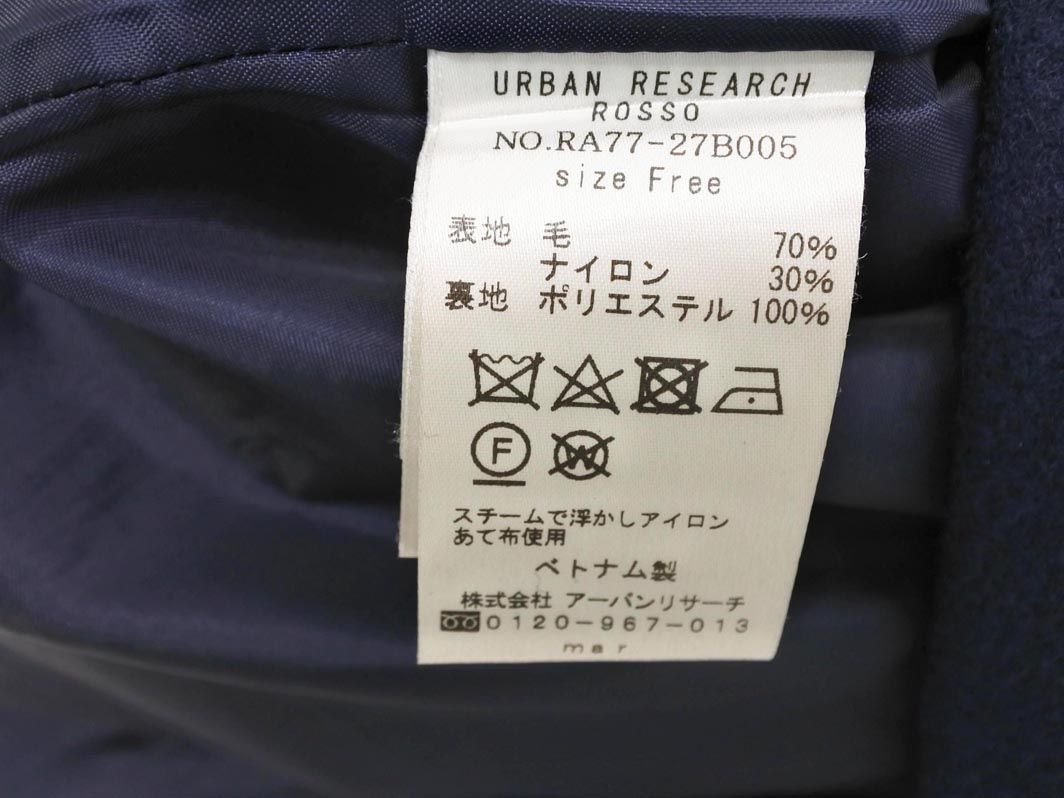 URBAN RESEARCH
ROSSO
NO.RA77-27B005
size Free
表地 毛 70%
ナイロン 30%
裏地 ポリエステル 100%
F
W
スチームで浮かしアイロン
あて布使用
ベトナム製
株式会社 アーバンリサーチ
0120-967-013
mar